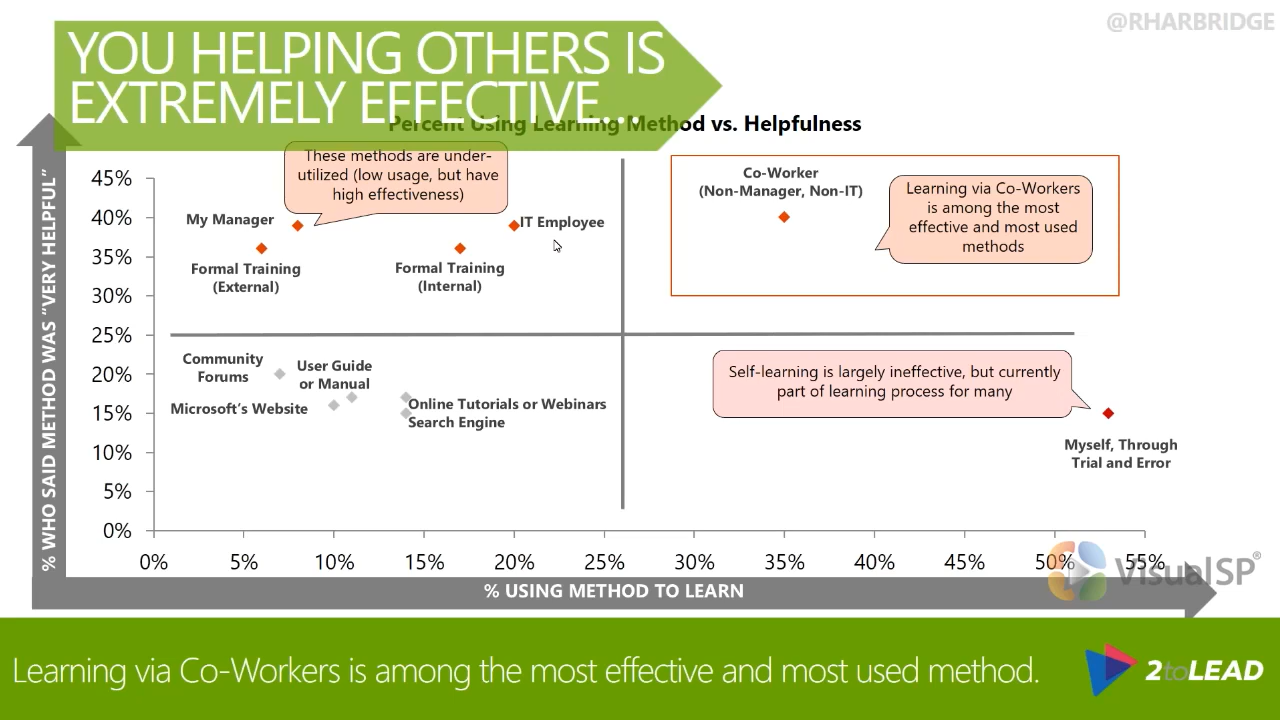 @RHARBRIDGE
YOU HELPING OTHERS IS
EXTREMELY EFFECTIVE...
Percent Using Learning Method vs. Helpfulness
These methods are under-
utilized (low usage, but have
high effectiveness)
Co-Worker
(Non-Manager, Non-IT)
Learning via Co-Workers
is among the most
effective and most used
methods
My Manager
IT Employee
Formal Training
(External)
Formal Training
(Internal)
Community
Forums
User Guide
or Manual
Microsoft's Website
Online Tutorials or Webinars
Search Engine
Self-learning is largely ineffective, but currently
part of learning process for many
Myself, Through
Trial and Error
% WHO SAID METHOD WAS "VERY HELPFUL"
45%
40%
35%
30%
25%
20%
15%
10%
5%
0%
0% 5% 10% 15% 20% 25% 30% 35% 40% 45% 50% 55%
VisualSP®
% USING METHOD TO LEARN
Learning via Co-Workers is among the most effective and most used method.
2toLEAD